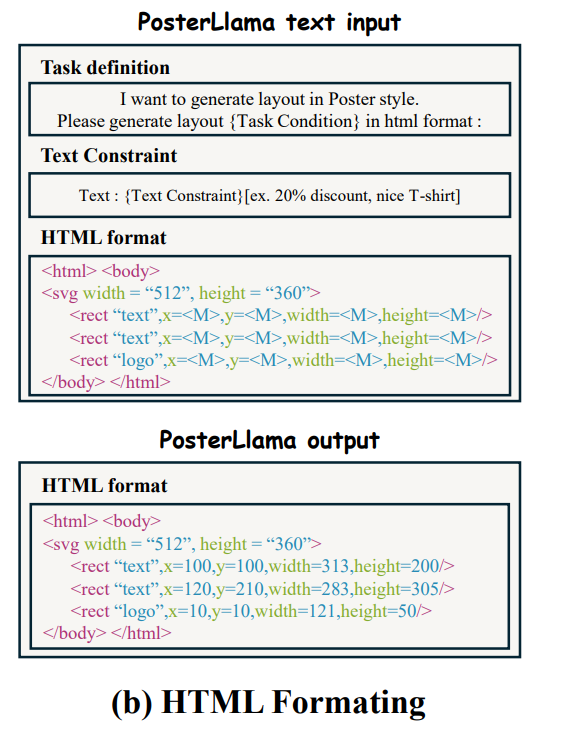 PosterLlama text input
Task definition
I want to generate layout in Poster style.
Please generate layout {Task Condition} in html format :
Text Constraint
Text : {Text Constraint}[ex. 20% discount, nice T-shirt]
HTML format
<html> <body>
<svg width = “512”, height = “360”>
<rect “text”,x=<M>,y=<M>,width=<M>,height=<M>/>
<rect “text”,x=<M>,y=<M>,width=<M>,height=<M>/>
<rect “logo”,x=<M>,y=<M>,width=<M>,height=<M>/>
</body> </html>
PosterLlama output
HTML format
<html> <body>
<svg width = “512”, height = “360”>
<rect “text”,x=100,y=100,width=313,height=200/>
<rect “text”,x=120,y=210,width=283,height=305/>
<rect “logo”,x=10,y=10,width=121,height=50/>
</body> </html>
(b) HTML Formating